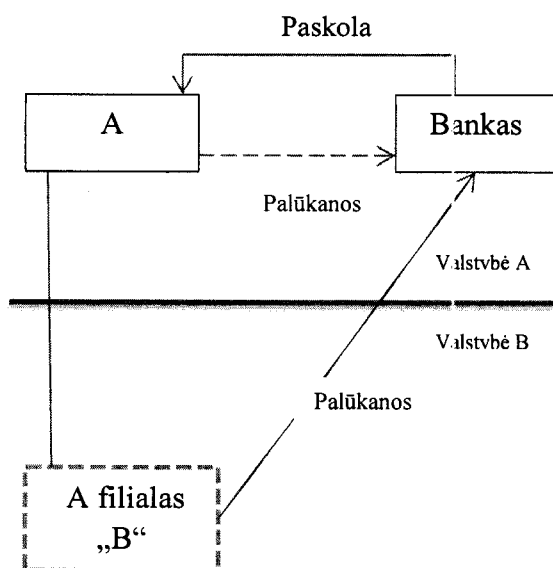 Paskola
A
Bankas
Palūkanos
Valstybė A
Valstybė B
Palūkanos
A filialas
„B“